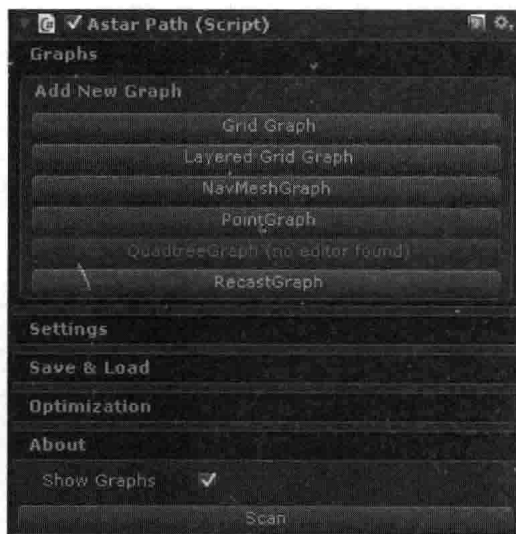 Astar Path (Script)
Graphs
Add New Graph
Grid Graph
Layered Grid Graph
NavMeshGraph
PointGraph
QuadtreeGraph (no editor found)
RecastGraph
Settings
Save & Load
Optimization
About
Show Graphs
Scan